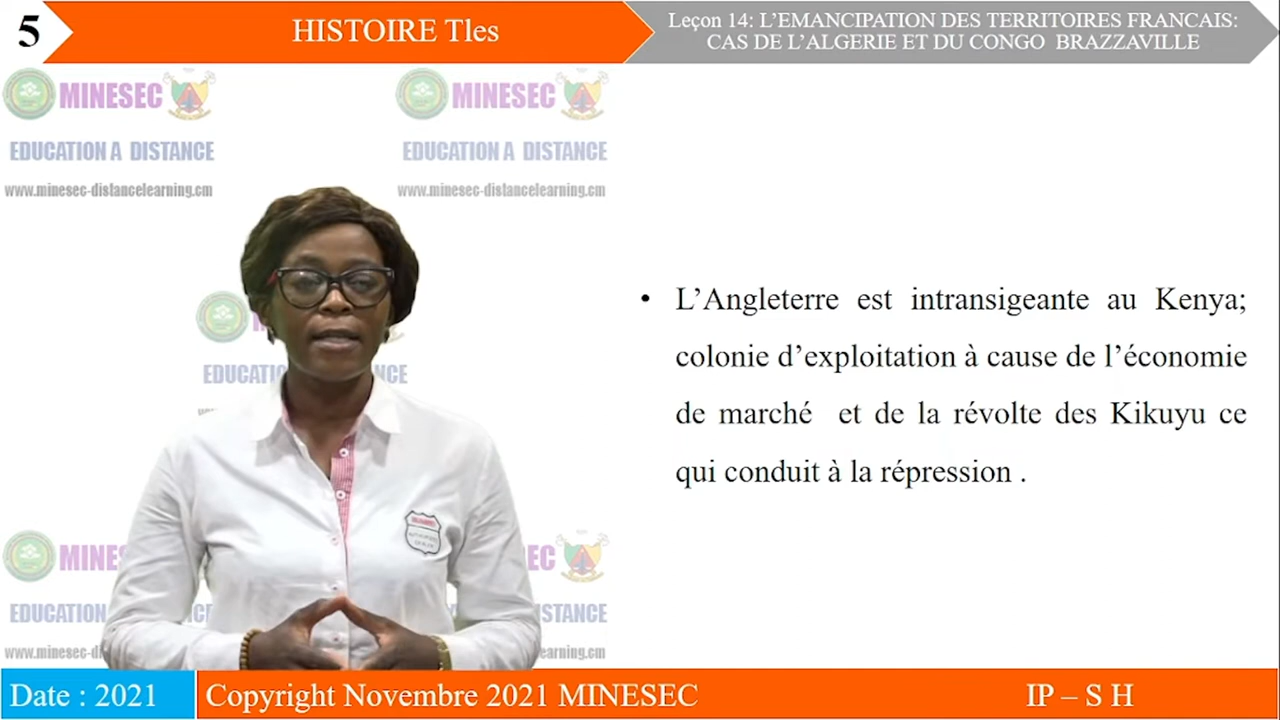 5
HISTOIRE Tles
Leçon 14: L’EMANCIPATION DES TERRITOIRES FRANCAIS:
CAS DE L’ALGERIE ET DU CONGO BRAZZAVILLE
MINESEC
EDUCATION A DISTANCE
www.minesec-distancelearning.cm
MINESEC
EDUCATION A DISTANCE
www.minesec-distancelearning.cm
• L’Angleterre est intransigeante au Kenya;
colonie d’exploitation à cause de l’économie
de marché et de la révolte des Kikuyu ce
qui conduit à la répression .
Date : 2021
Copyright Novembre 2021 MINESEC
IP – S H